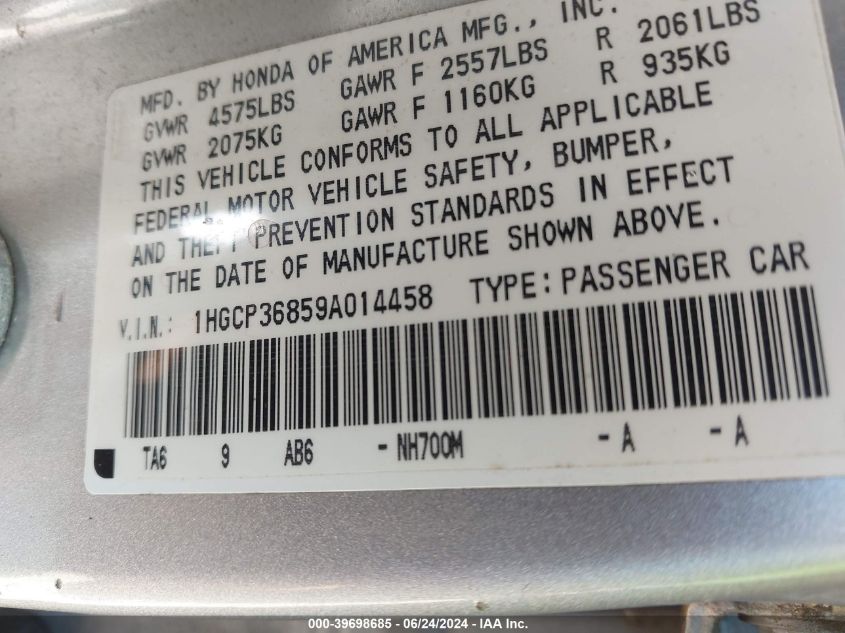 MFD. BY HONDA OF AMERICA MFG., INC.
GVWR 4575LBS GAWR F 2557LBS R 2061LBS
GVWR 2075KG GAWR F 1160KG R 935KG
THIS VEHICLE CONFORMS TO ALL APPLICABLE
FEDERAL MOTOR VEHICLE SAFETY, BUMPER,
AND THEFT PREVENTION STANDARDS IN EFFECT
ON THE DATE OF MANUFACTURE SHOWN ABOVE.
V.I.N.: 1HGCP36859A014458 TYPE: PASSENGER CAR
TA6 9 AB6 - NH700M - A - A
000-39698685 - 06/24/2024 - IAAI.com